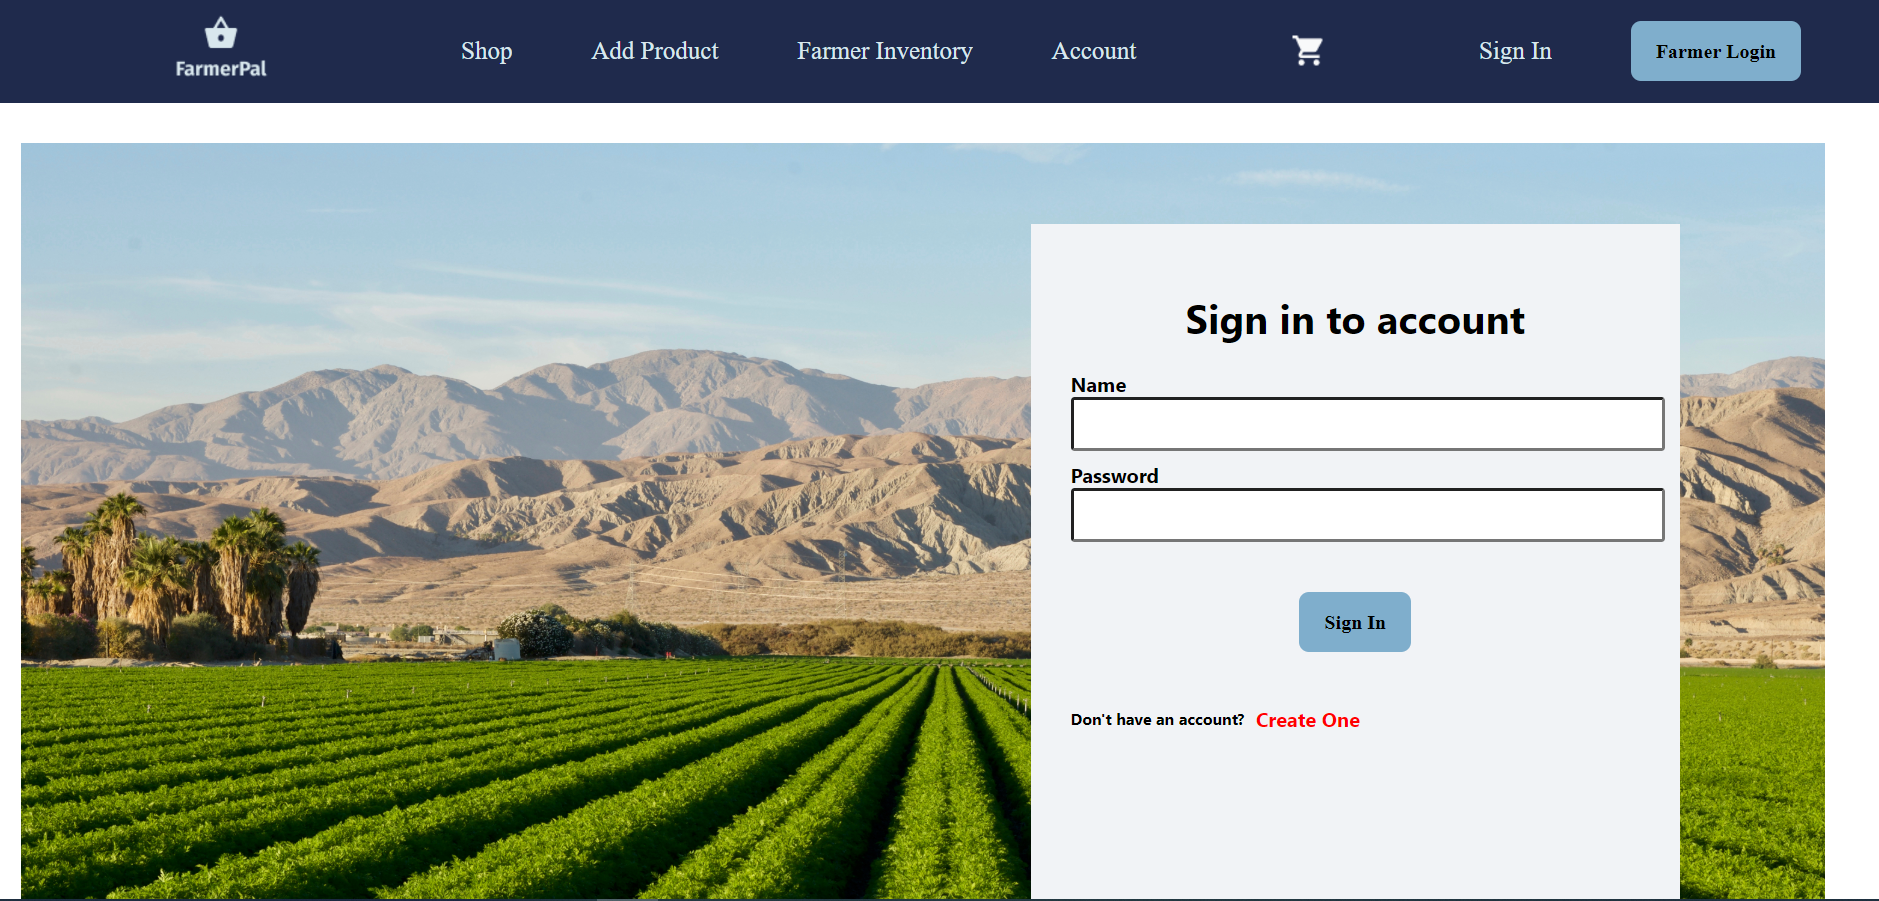 FarmerPal
Shop Add Product Farmer Inventory Account Sign In Farmer Login
Sign in to account
Name
Password
Sign In
Don't have an account? Create One